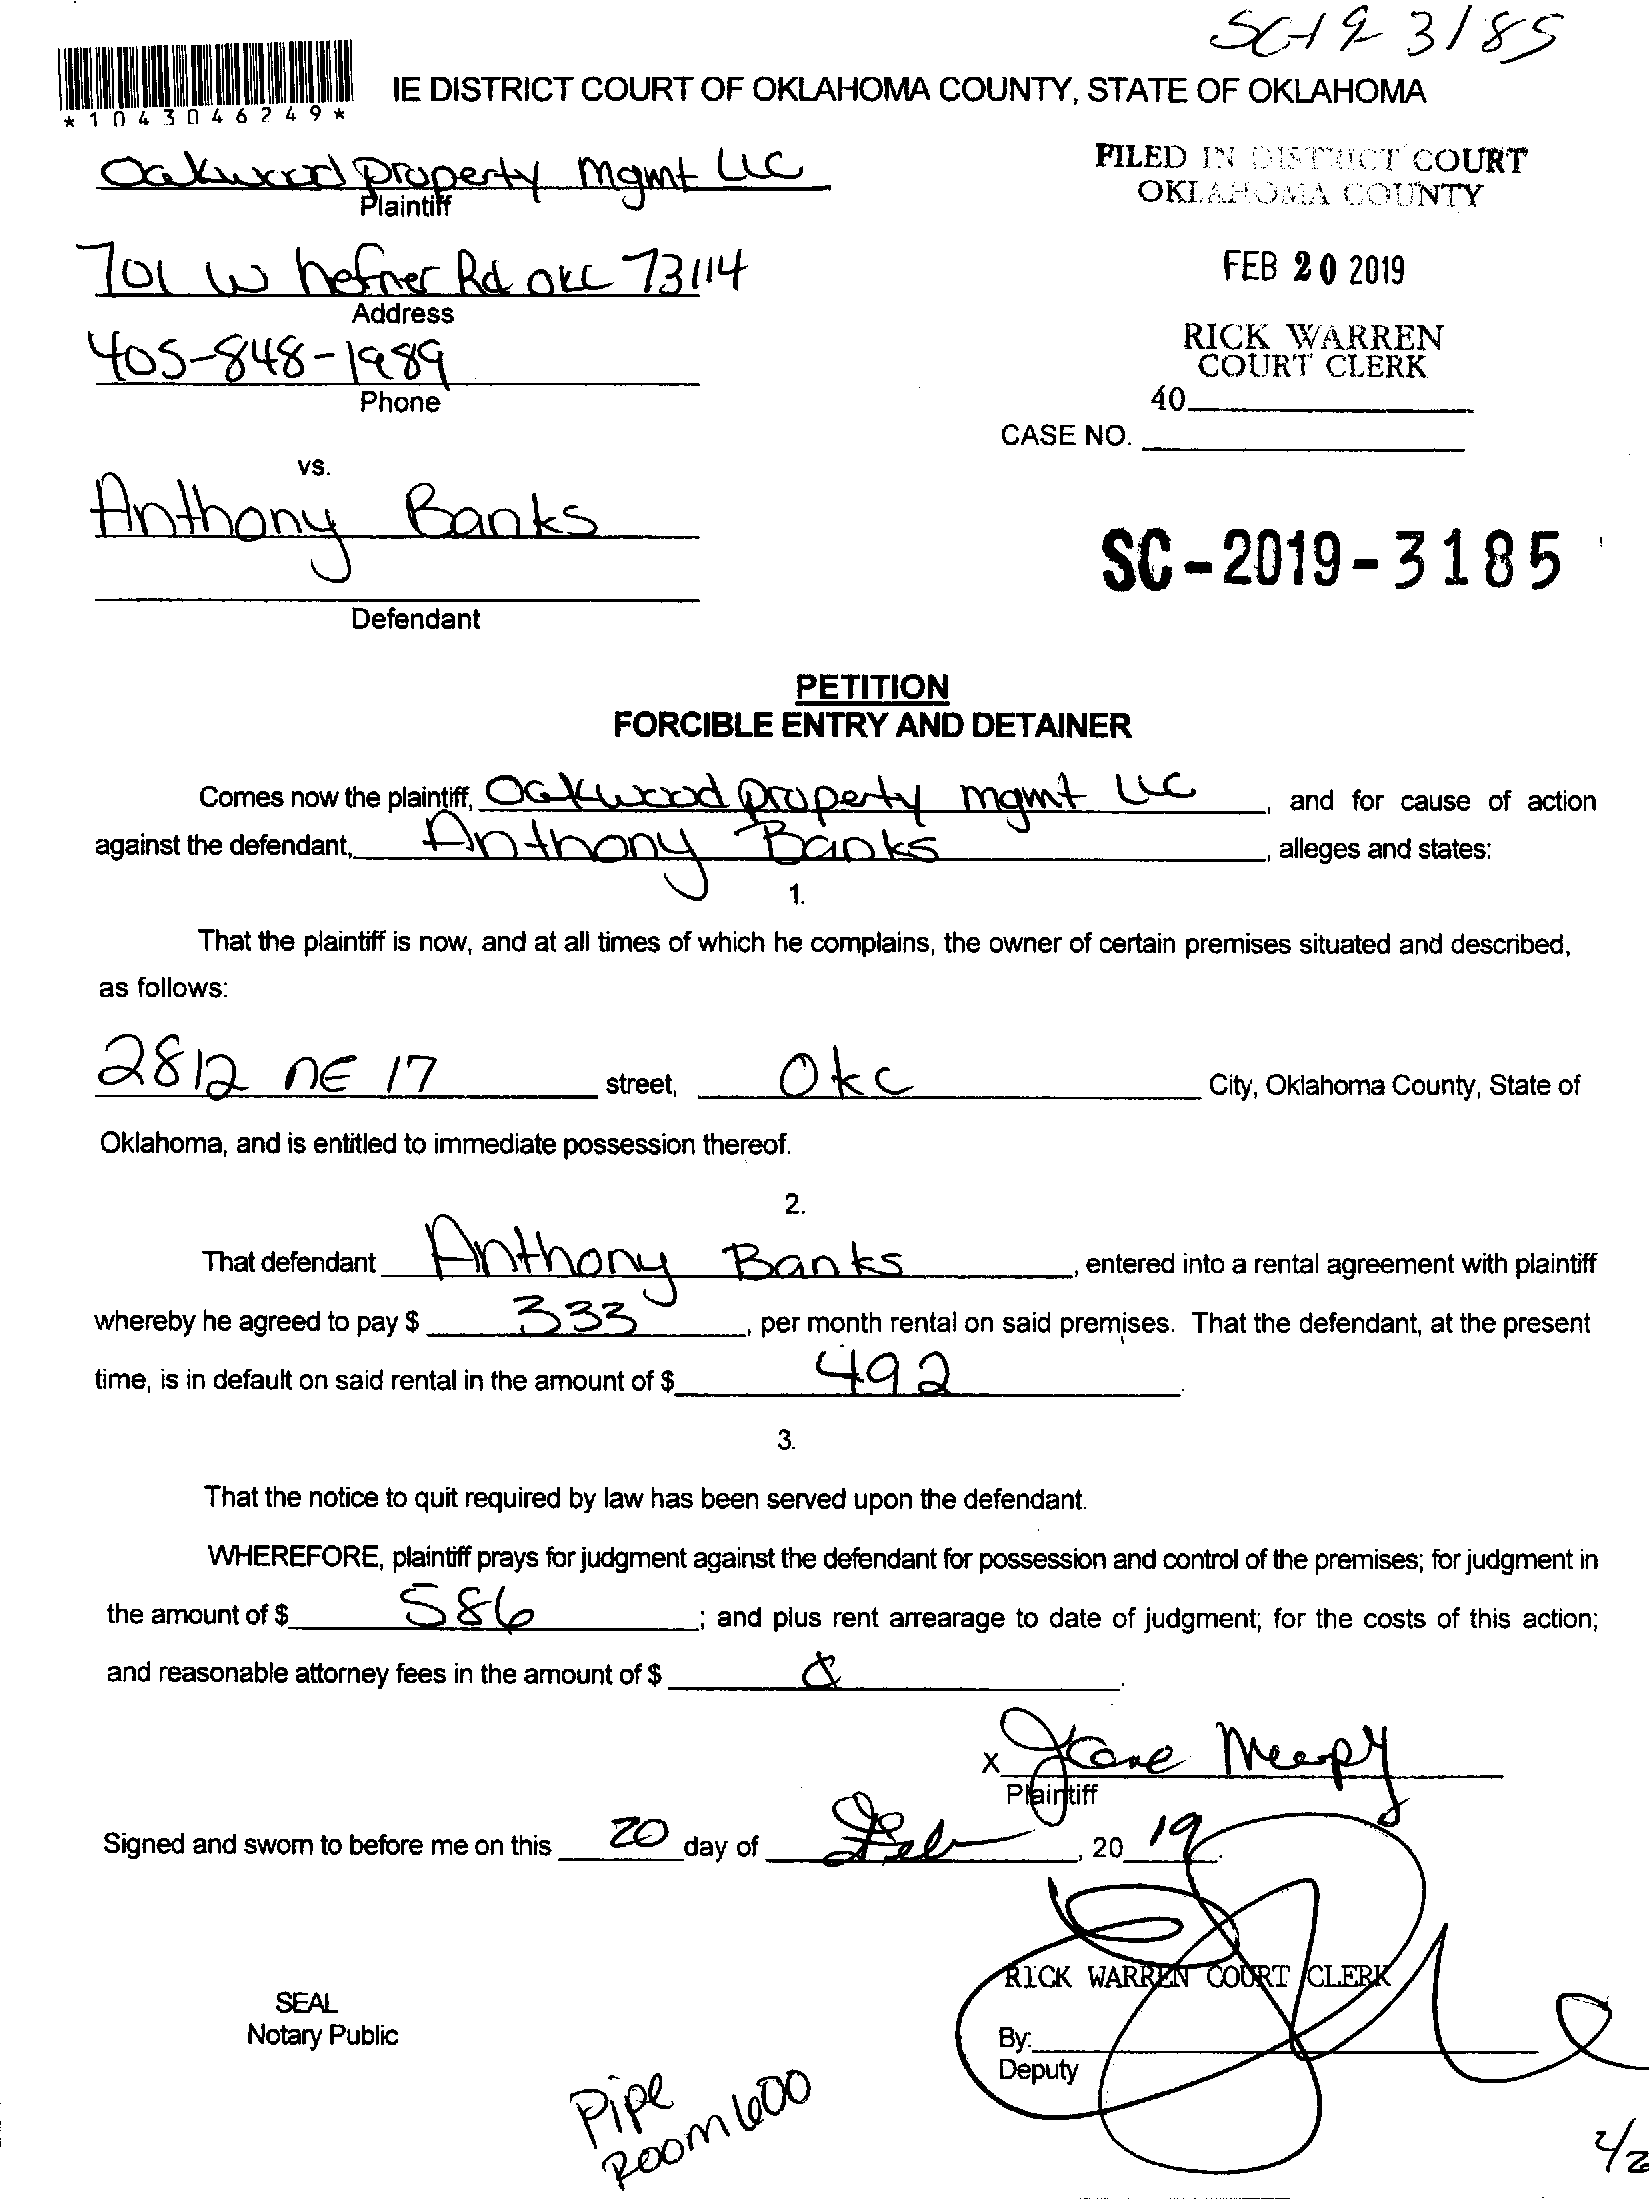 SC-19 3185
IE DISTRICT COURT OF OKLAHOMA COUNTY, STATE OF OKLAHOMA
*1043046249*
Oakwood property mgmt LLC
Plaintiff
FILED IN DISTRICT COURT
OKLAHOMA COUNTY
701 W hefner Rd OKC 73114
Address
FEB 20 2019
405-848-1989
Phone
RICK WARREN
COURT CLERK
40
CASE NO.
vs.
Anthony Banks
Defendant
SC-2019-3185
PETITION
FORCIBLE ENTRY AND DETAINER
Comes now the plaintiff, Oakwood property mgmt LLC, and for cause of action
against the defendant, Anthony Banks, alleges and states:
1.
That the plaintiff is now, and at all times of which he complains, the owner of certain premises situated and described,
as follows:
2812 NE 17 street, OKC City, Oklahoma County, State of
Oklahoma, and is entitled to immediate possession thereof.
2.
That defendant Anthony Banks, entered into a rental agreement with plaintiff
whereby he agreed to pay $ 333, per month rental on said premises. That the defendant, at the present
time, is in default on said rental in the amount of $ 492.
3.
That the notice to quit required by law has been served upon the defendant.
WHEREFORE, plaintiff prays for judgment against the defendant for possession and control of the premises; for judgment in
the amount of $ 586; and plus rent arrearage to date of judgment; for the costs of this action;
and reasonable attorney fees in the amount of $
X
Plaintiff
Signed and sworn to before me on this 20 day of Feb, 2019.
RICK WARREN COURT CLERK
SEAL
Notary Public
By:
Deputy
Pipe
Room 600